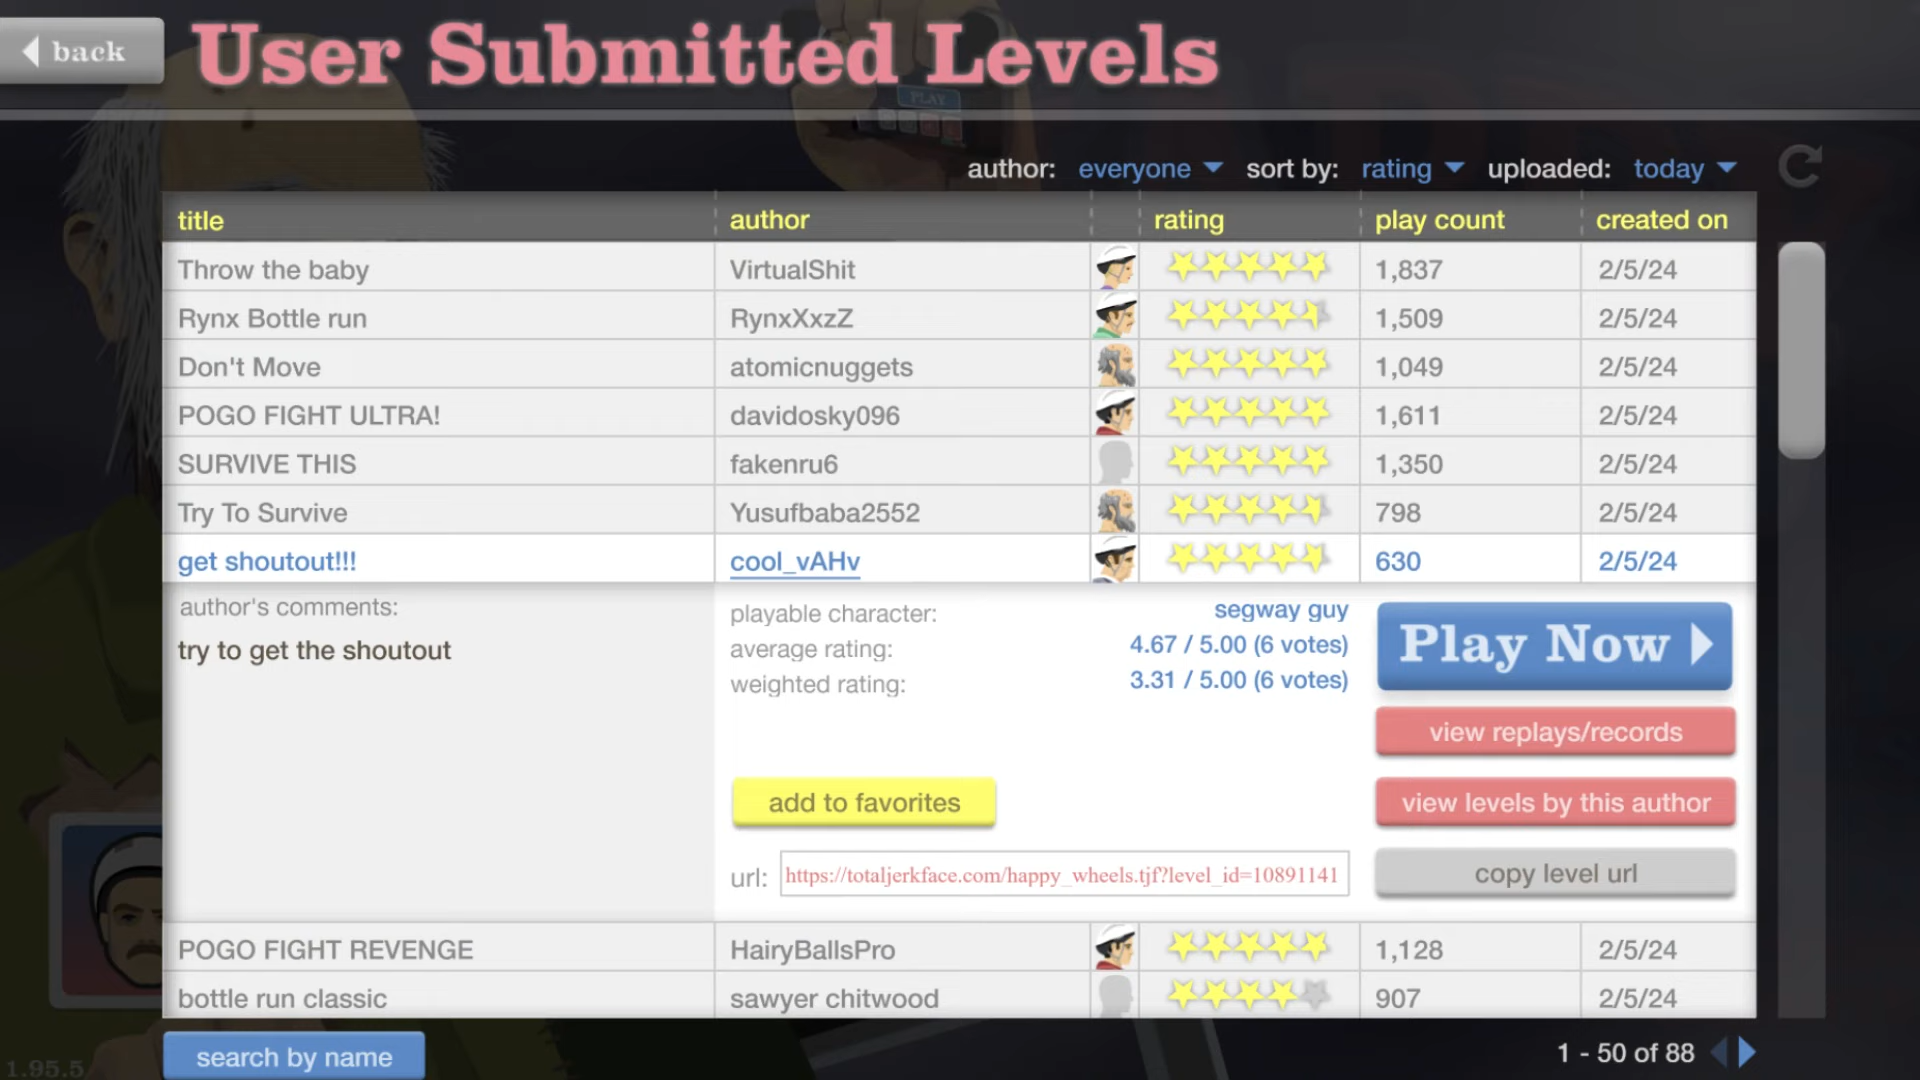 back
User Submitted Levels
PLAY
author: everyone sort by: rating uploaded: today
title author rating play count created on
Throw the baby VirtualShit 1,837 2/5/24
Rynx Bottle run RynxXxzZ 1,509 2/5/24
Don't Move atomicnuggets 1,049 2/5/24
POGO FIGHT ULTRA! davidosky096 1,611 2/5/24
SURVIVE THIS fakenru6 1,350 2/5/24
Try To Survive Yusufbaba2552 798 2/5/24
get shoutout!!! cool_vAHv 630 2/5/24
author's comments:
try to get the shoutout
playable character: segway guy
average rating: 4.67 / 5.00 (6 votes)
weighted rating: 3.31 / 5.00 (6 votes)
Play Now
view replays/records
add to favorites
view levels by this author
url: https://totaljerkface.com/happy_wheels.tjf?level_id=10891141
copy level url
POGO FIGHT REVENGE HairyBallsPro 1,128 2/5/24
bottle run classic sawyer chitwood 907 2/5/24
search by name
1 - 50 of 88
1.95.5